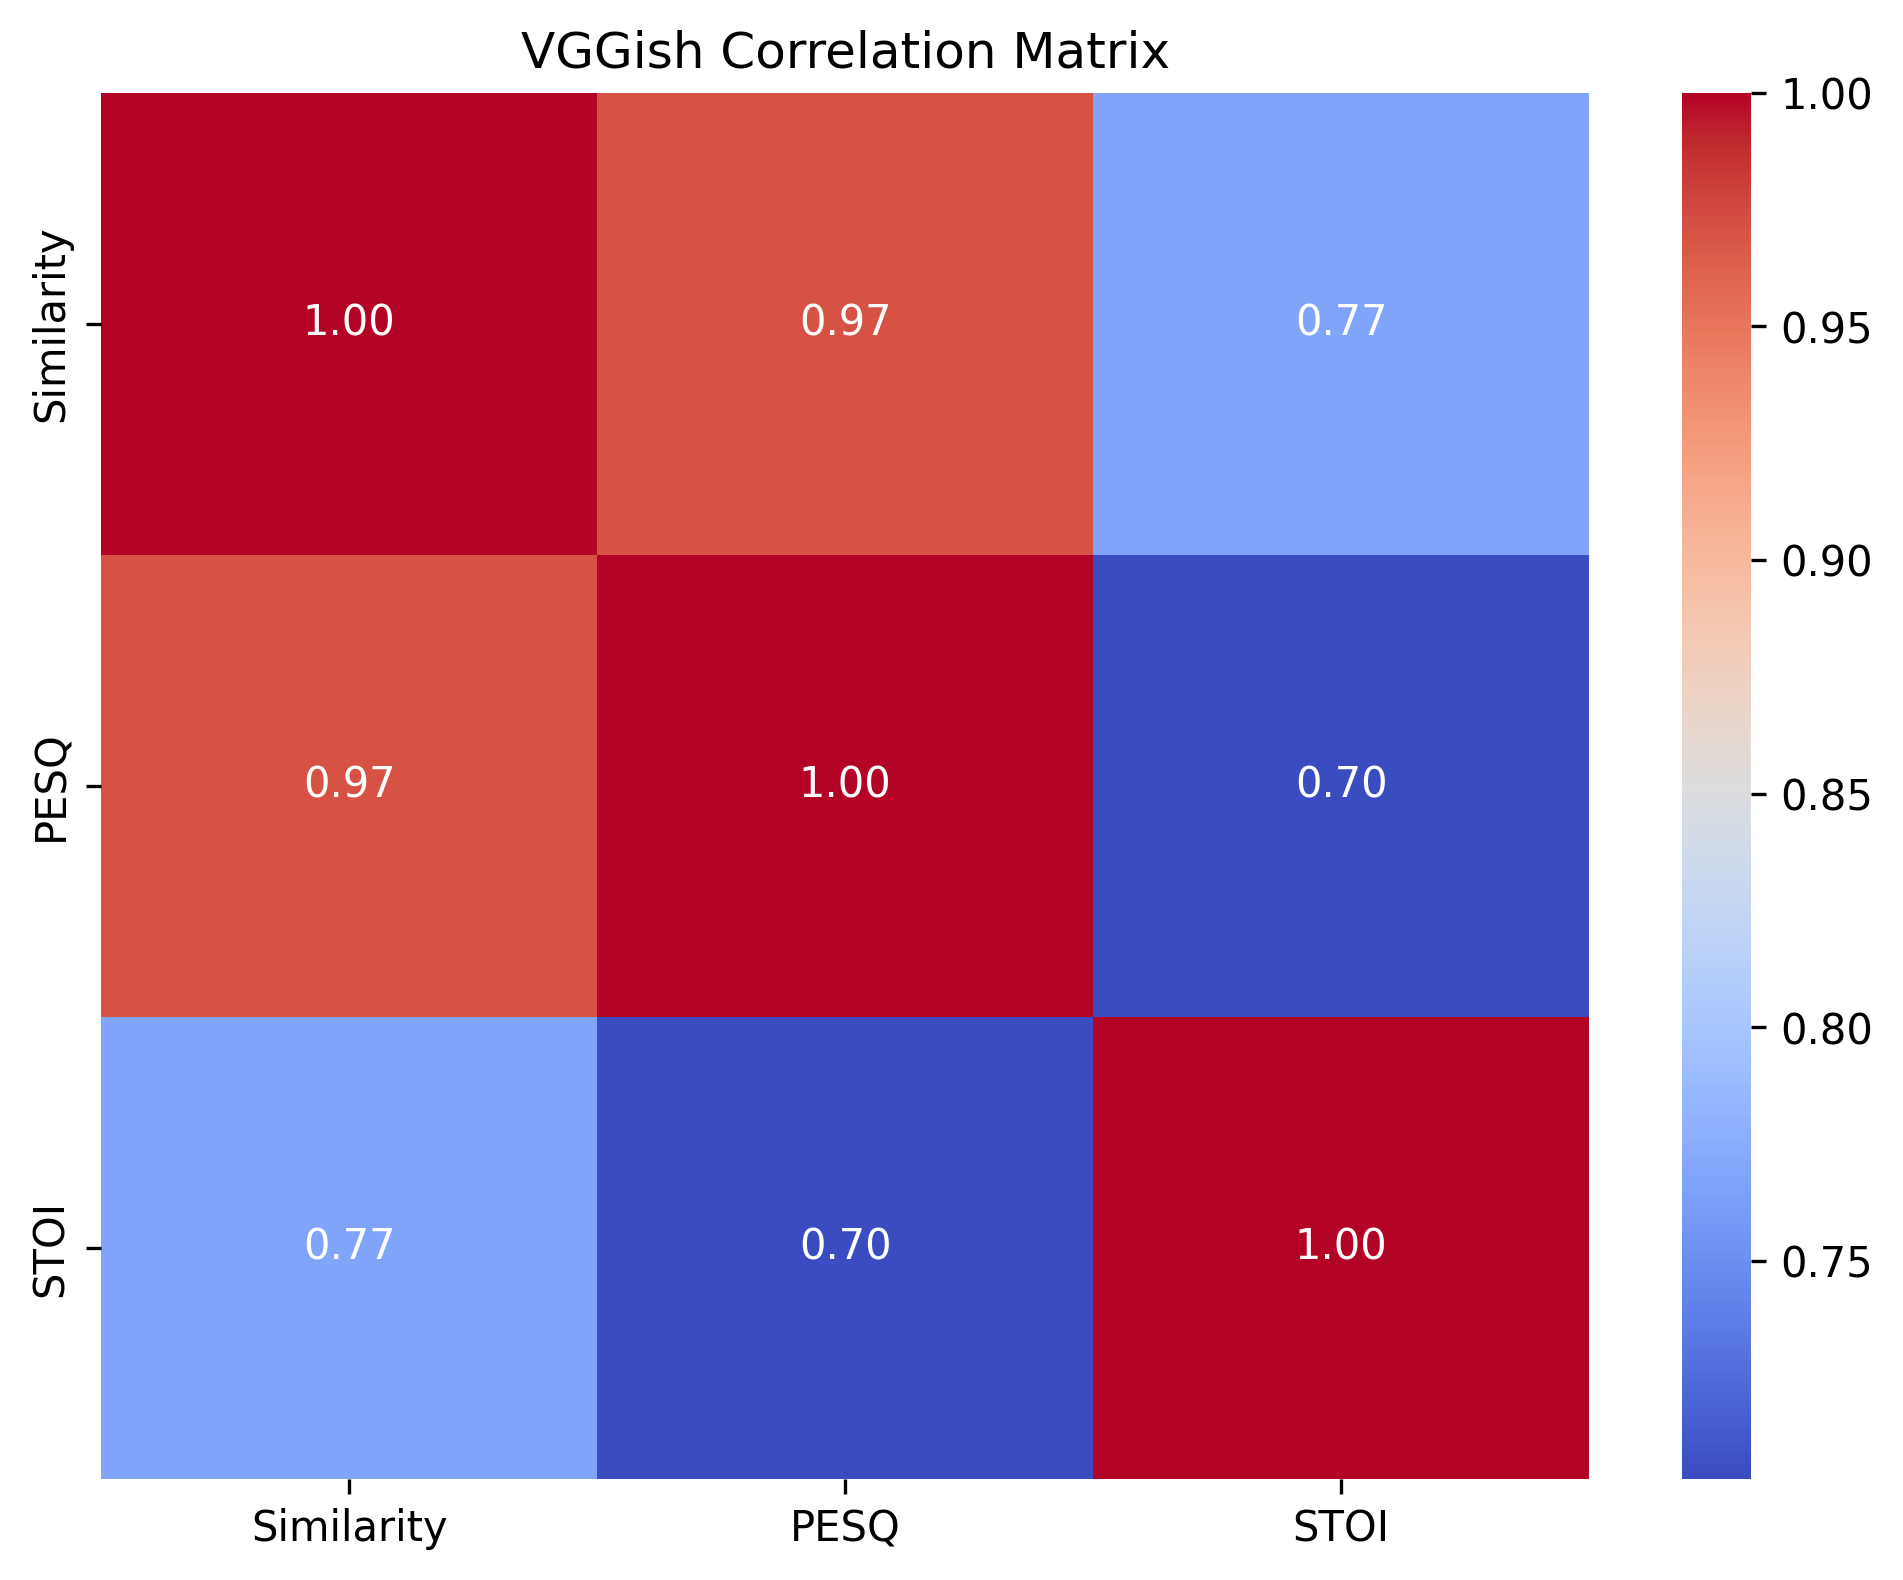 VGGish Correlation Matrix
Similarity
1.00 0.97 0.77
PESQ
0.97 1.00 0.70
STOI
0.77 0.70 1.00
Similarity PESQ STOI
1.00
0.95
0.90
0.85
0.80
0.75